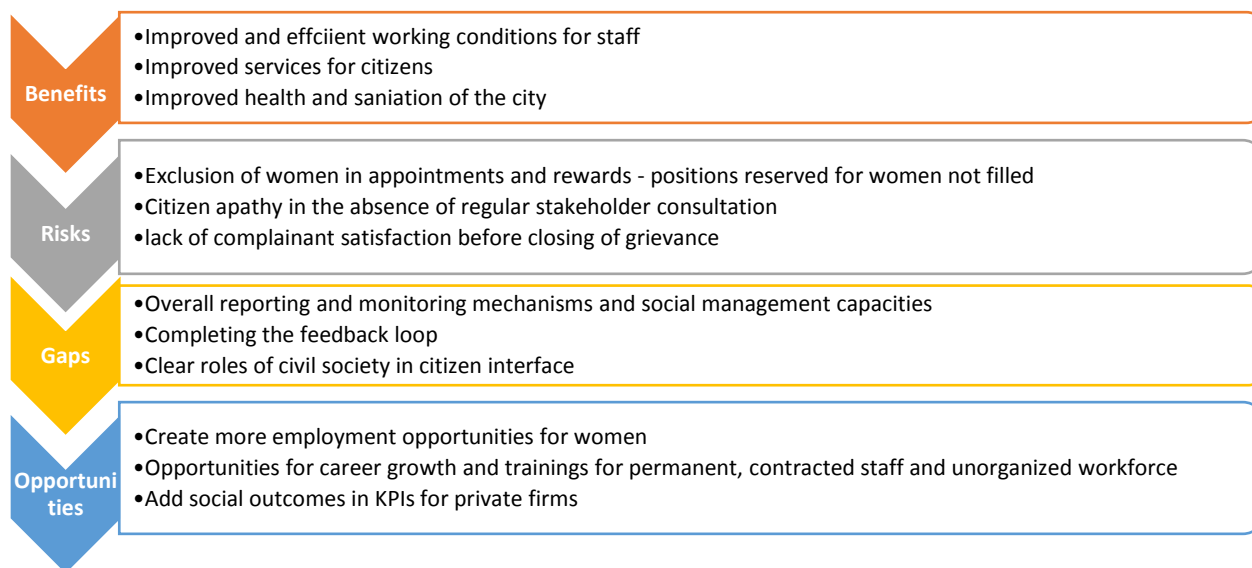 Benefits
•Improved and effciient working conditions for staff
•Improved services for citizens
•Improved health and saniation of the city
Risks
•Exclusion of women in appointments and rewards - positions reserved for women not filled
•Citizen apathy in the absence of regular stakeholder consultation
•lack of complainant satisfaction before closing of grievance
Gaps
•Overall reporting and monitoring mechanisms and social management capacities
•Completing the feedback loop
•Clear roles of civil society in citizen interface
Opportuni
ties
•Create more employment opportunities for women
•Opportunities for career growth and trainings for permanent, contracted staff and unorganized workforce
•Add social outcomes in KPIs for private firms